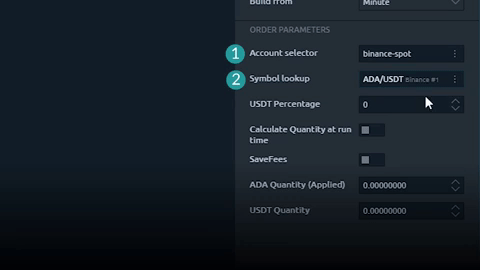 Build from
Minute
ORDER PARAMETERS
1 Account selector binance-spot
2 Symbol lookup ADA/USDT Binance #1
USDT Percentage 0
Calculate Quantity at run
time
SaveFees
ADA Quantity (Applied) 0.00000000
USDT Quantity 0.00000000